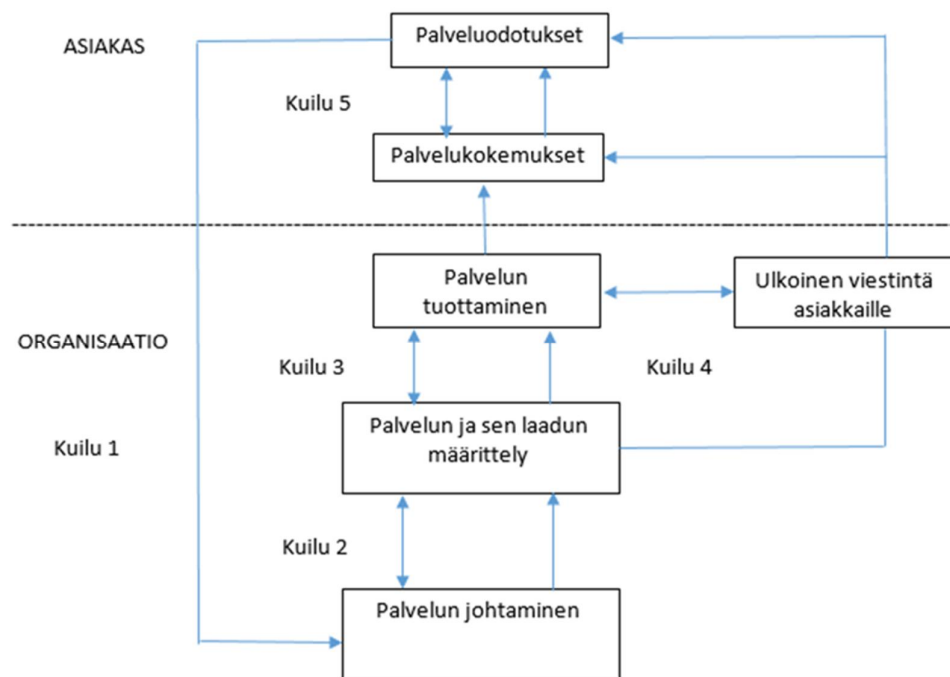 Palveluodotukset
ASIAKAS
Kuilu 5
Palvelukokemukset
Palvelun
tuottaminen
Ulkoinen viestintä
asiakkaille
ORGANISAATIO
Kuilu 3
Kuilu 4
Palvelun ja sen laadun
määrittely
Kuilu 1
Kuilu 2
Palvelun johtaminen